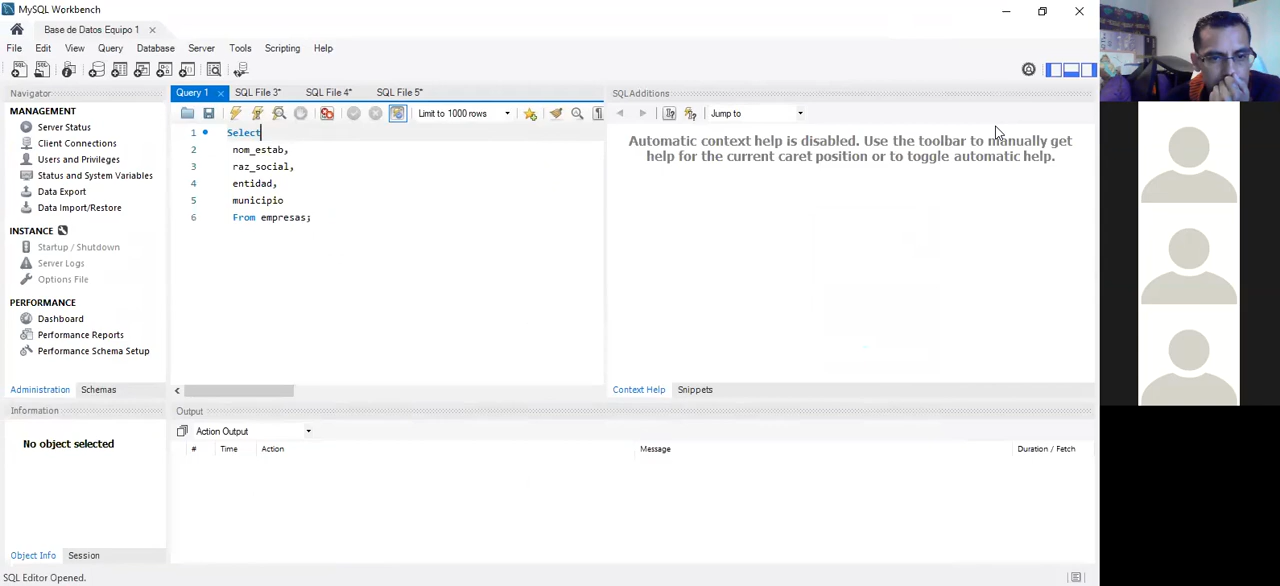 MySQL Workbench
Base de Datos Equipo 1
File Edit View Query Database Server Tools Scripting Help
Navigator
MANAGEMENT
Server Status
Client Connections
Users and Privileges
Status and System Variables
Data Export
Data Import/Restore
INSTANCE
Startup / Shutdown
Server Logs
Options File
PERFORMANCE
Dashboard
Performance Reports
Performance Schema Setup
Administration Schemas
Information
No object selected
Object Info Session
Query 1 SQL File 3* SQL File 4* SQL File 5*
Limit to 1000 rows
1 Select
2 nom_estab,
3 raz_social,
4 entidad,
5 municipio
6 From empresas;
SQLAdditions
Jump to
Automatic context help is disabled. Use the toolbar to manually get
help for the current caret position or to toggle automatic help.
Context Help Snippets
Output
Action Output
# Time Action Message Duration / Fetch
SQL Editor Opened.